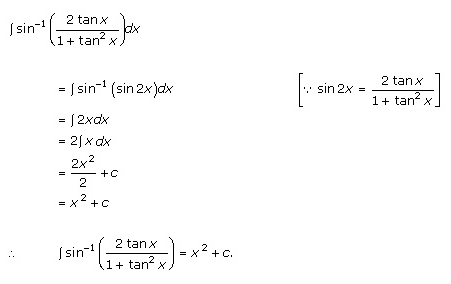 ∫ sin⁻¹ (2 tan x / 1 + tan² x) dx
= ∫ sin⁻¹ (sin 2x) dx [∵ sin 2x = 2 tan x / 1 + tan² x]
= ∫ 2x dx
= 2 ∫ x dx
= 2x² / 2 + c
= x² + c
∴ ∫ sin⁻¹ (2 tan x / 1 + tan² x) = x² + c.